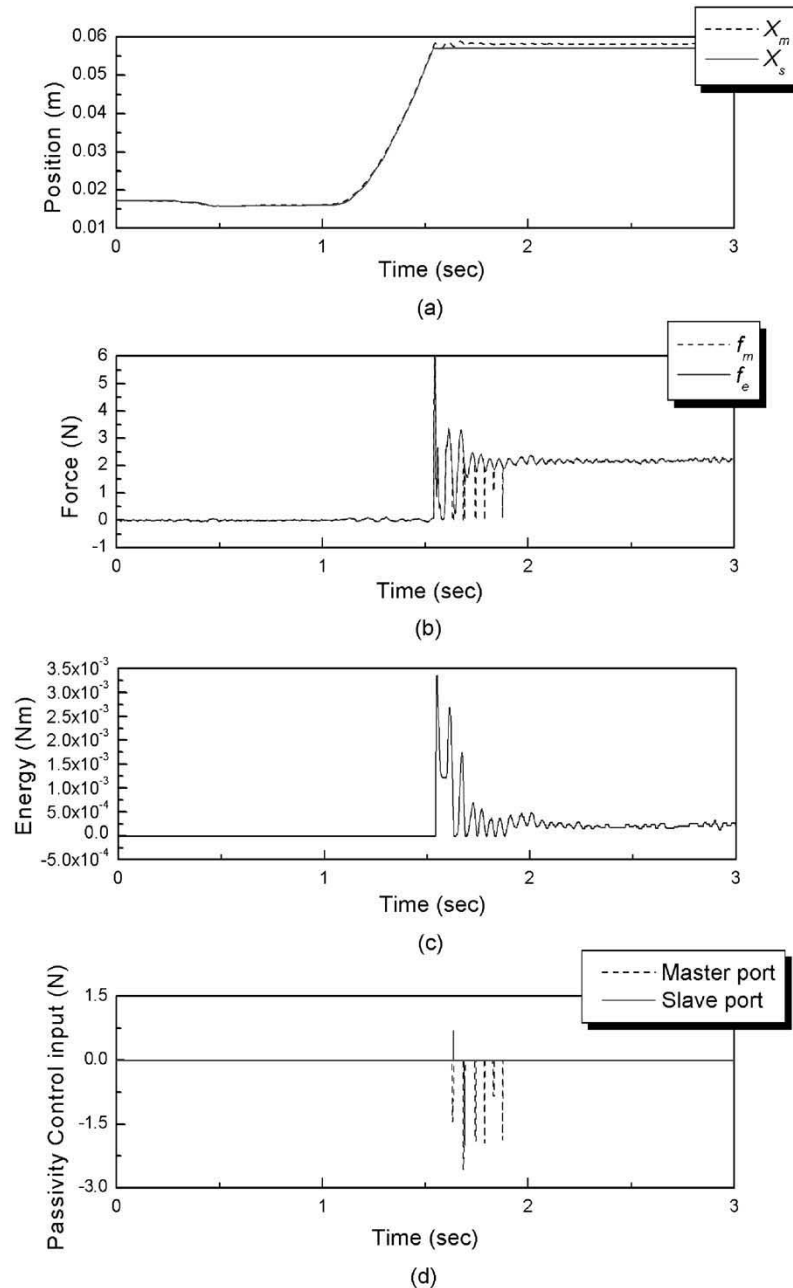 X_m
X_s
Position (m)
0.06
0.05
0.04
0.03
0.02
0.01
0
1
2
3
Time (sec)
(a)
f_m
f_e
Force (N)
6
5
4
3
2
1
0
-1
0
1
2
3
Time (sec)
(b)
Energy (Nm)
3.5x10⁻³
3.0x10⁻³
2.5x10⁻³
2.0x10⁻³
1.5x10⁻³
1.0x10⁻³
5.0x10⁻⁴
0.0
-5.0x10⁻⁴
0
1
2
3
Time (sec)
(c)
Master port
Slave port
Passivity Control input (N)
1.5
0.0
-1.5
-3.0
0
1
2
3
Time (sec)
(d)